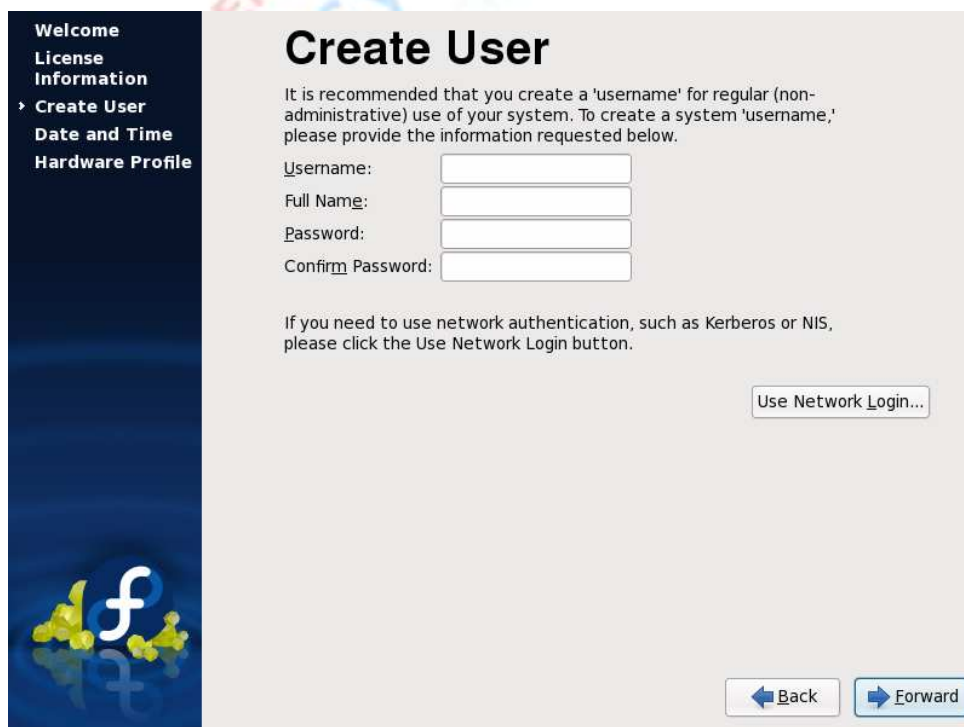 Welcome
License
Information
Create User
Date and Time
Hardware Profile
Create User
It is recommended that you create a 'username' for regular (non-
administrative) use of your system. To create a system 'username,'
please provide the information requested below.
Username:
Full Name:
Password:
Confirm Password:
If you need to use network authentication, such as Kerberos or NIS,
please click the Use Network Login button.
Use Network Login...
Back
Forward